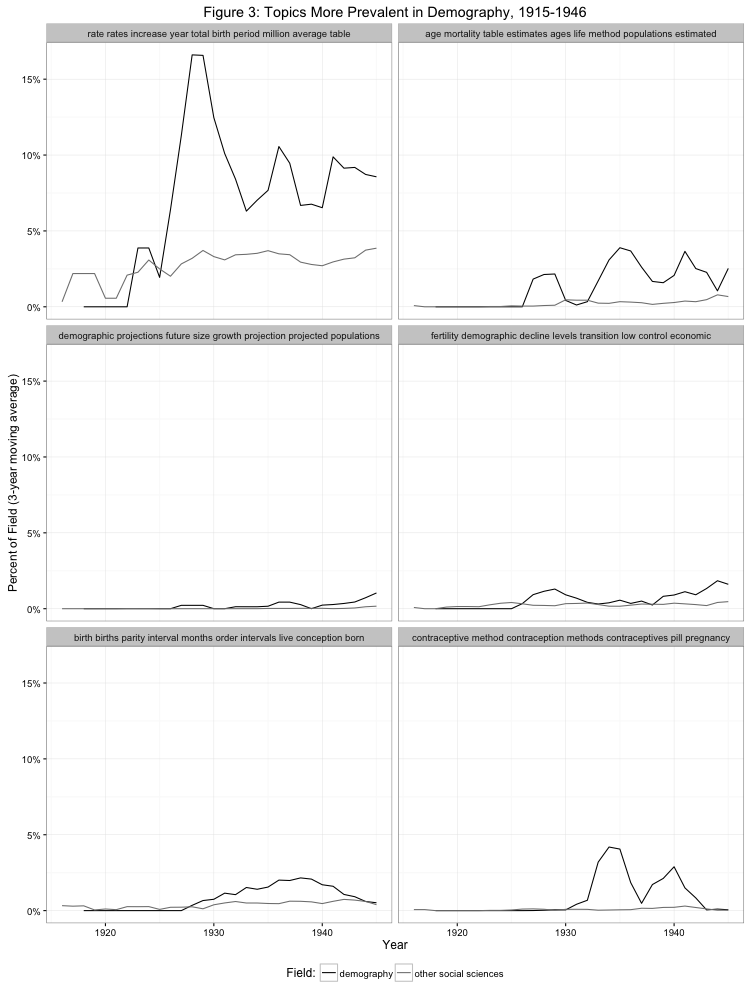 Figure 3: Topics More Prevalent in Demography, 1915-1946
rate rates increase year total birth period million average table
age mortality table estimates ages life method populations estimated
15%
10%
5%
0%
demographic projections future size growth projection projected populations
fertility demographic decline levels transition low control economic
15%
10%
5%
0%
Percent of Field (3-year moving average)
birth births parity interval months order intervals live conception born
contraceptive method contraception methods contraceptives pill pregnancy
15%
10%
5%
0%
1920 1930 1940 1920 1930 1940
Year
Field: demography other social sciences